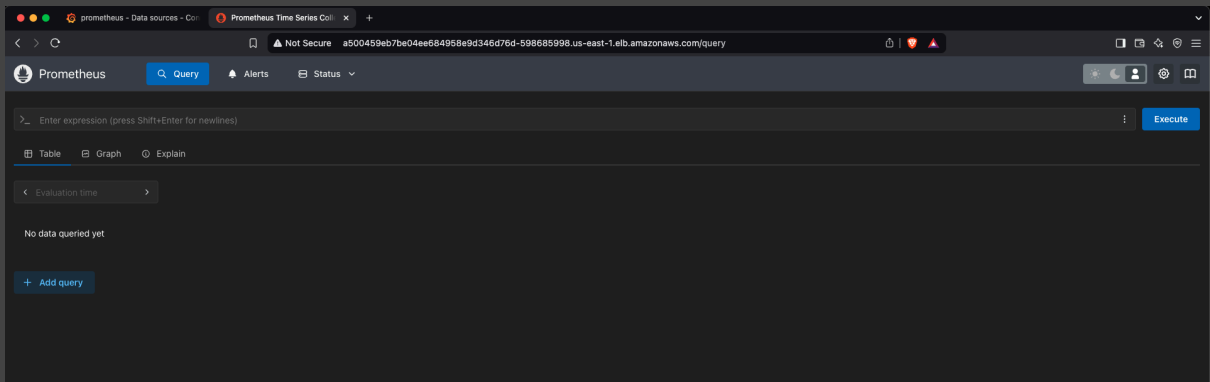 prometheus - Data sources - Con
Prometheus Time Series Coll
Not Secure a500459eb7be04ee684958e9d346d76d-598685998.us-east-1.elb.amazonaws.com/query
Prometheus Query Alerts Status
>_ Enter expression (press Shift+Enter for newlines) Execute
Table Graph Explain
Evaluation time
No data queried yet
+ Add query